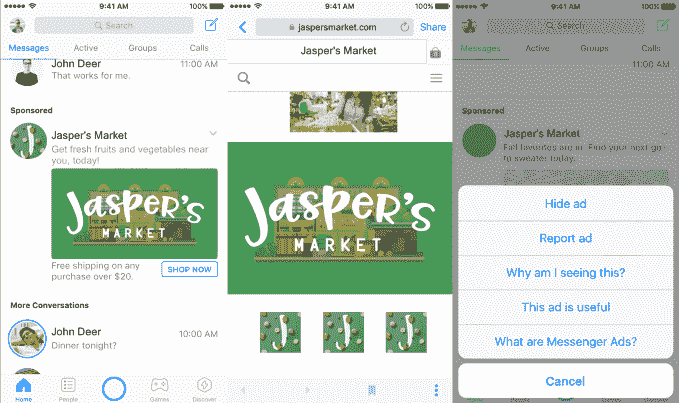 9:41 AM
100%
Search
Messages Active Groups Calls
John Deer 11:00 AM
That works for me.
Sponsored
Jasper's Market
Get fresh fruits and vegetables near
you, today!
Jasper's
MARKET
Free shipping on any
purchase over $20.
SHOP NOW
More Conversations
John Deer 10:00 AM
Dinner tonight?
Home People Games Discover
9:41 AM
100%
jaspersmarket.com Share
Jasper's Market
Jasper's
MARKET
J J J
9:41 AM
100%
Search
Messages Active Groups Calls
11:00 AM
Sponsored
Jasper's Market
Fall favorites are in. Find your next go
to sweater today.
Hide ad
Report ad
Why am I seeing this?
This ad is useful
What are Messenger Ads?
Cancel